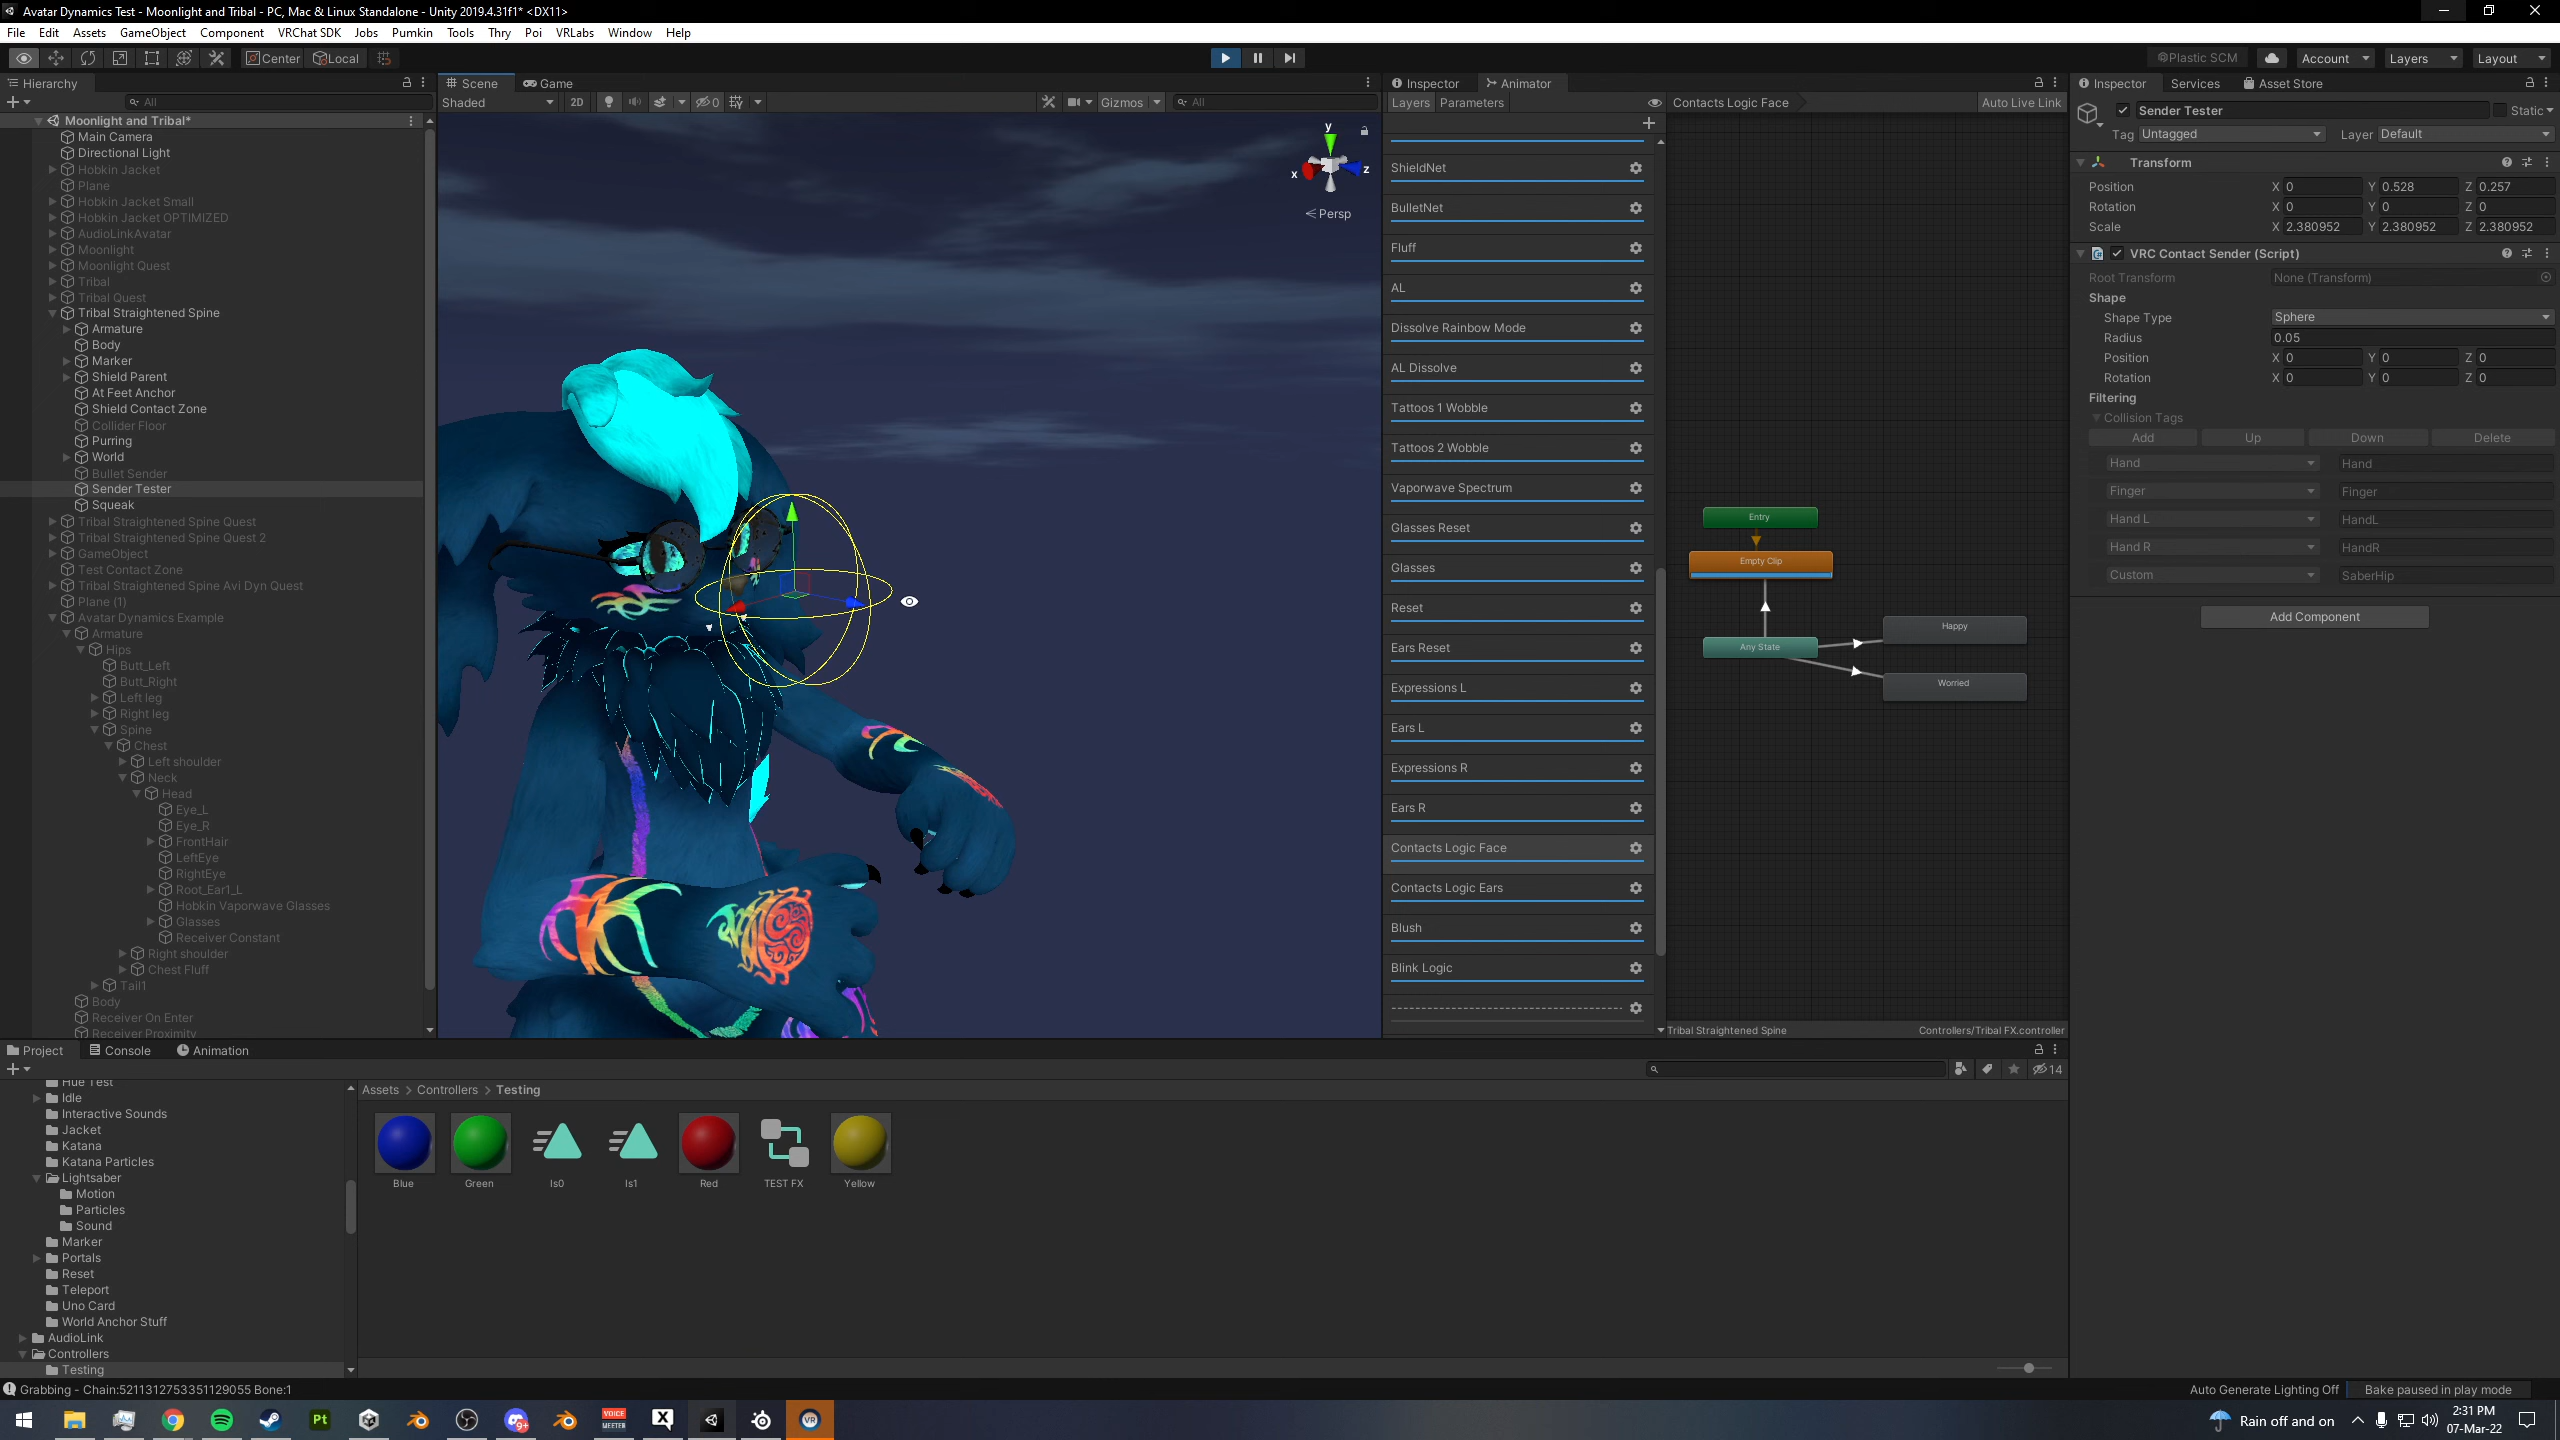 Avatar Dynamics Test - Moonlight and Tribal - PC, Mac & Linux Standalone - Unity 2019.4.31f1* <DX11>
File Edit Assets GameObject Component VRChat SDK Jobs Pumkin Tools Thry Poi VRLabs Window Help
Center Local
Plastic SCM Account Layers Layout
Hierarchy
All
Moonlight and Tribal*
Main Camera
Directional Light
Hobkin Jacket
Plane
Hobkin Jacket Small
Hobkin Jacket OPTIMIZED
AudioLinkAvatar
Moonlight
Moonlight Quest
Tribal
Tribal Quest
Tribal Straightened Spine
Armature
Body
Marker
Shield Parent
At Feet Anchor
Shield Contact Zone
Collider Floor
Purring
World
Bullet Sender
Sender Tester
Squeak
Tribal Straightened Spine Quest
Tribal Straightened Spine Quest 2
GameObject
Test Contact Zone
Tribal Straightened Spine Avi Dyn Quest
Plane (1)
Avatar Dynamics Example
Armature
Hips
Butt_Left
Butt_Right
Left leg
Right leg
Spine
Chest
Left shoulder
Neck
Head
Eye_L
Eye_R
FrontHair
LeftEye
RightEye
Root_Ear1_L
Hobkin Vaporwave Glasses
Glasses
Receiver Constant
Right shoulder
Chest Fluff
Tail1
Body
Receiver On Enter
Receiver Proximity
Scene Game
Shaded 2D 0 Gizmos All
y
x z
Persp
Inspector Animator
Layers Parameters Contacts Logic Face Auto Live Link
ShieldNet
BulletNet
Fluff
AL
Dissolve Rainbow Mode
AL Dissolve
Tattoos 1 Wobble
Tattoos 2 Wobble
Vaporwave Spectrum
Glasses Reset
Glasses
Reset
Ears Reset
Expressions L
Ears L
Expressions R
Ears R
Contacts Logic Face
Contacts Logic Ears
Blush
Blink Logic
Entry
Empty Clip
Any State
Happy
Worried
Tribal Straightened Spine Controllers/Tribal FX.controller
Inspector Services Asset Store
Sender Tester Static
Tag Untagged Layer Default
Transform
Position X 0 Y 0.528 Z 0.257
Rotation X 0 Y 0 Z 0
Scale X 2.380952 Y 2.380952 Z 2.380952
VRC Contact Sender (Script)
Root Transform None (Transform)
Shape
Shape Type Sphere
Radius 0.05
Position X 0 Y 0 Z 0
Rotation X 0 Y 0 Z 0
Filtering
Collision Tags
Add Up Down Delete
Hand Hand
Finger Finger
Hand L HandL
Hand R HandR
Custom SaberHip
Add Component
Project Console Animation
14
Hue Test
Idle
Interactive Sounds
Jacket
Katana
Katana Particles
Lightsaber
Motion
Particles
Sound
Marker
Portals
Reset
Teleport
Uno Card
World Anchor Stuff
AudioLink
Controllers
Testing
Assets > Controllers > Testing
Blue Green Is0 Is1 Red TEST FX Yellow
Grabbing - Chain:5211312753351129055 Bone:1
Auto Generate Lighting Off Bake paused in play mode
Pt
9+
VOICE
MEETER
X
VR
Rain off and on
2:31 PM
07-Mar-22